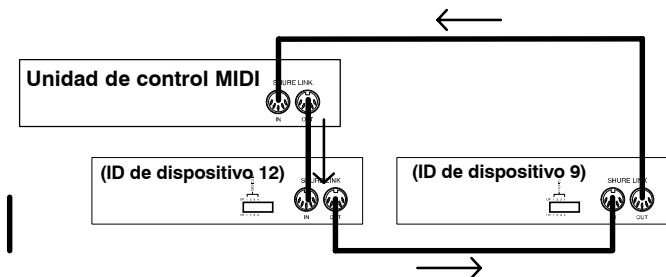 Unidad de control MIDI
SHURE LINK
IN OUT
(ID de dispositivo 12)
SHURE LINK
IN OUT
(ID de dispositivo 9)
SHURE LINK
IN OUT